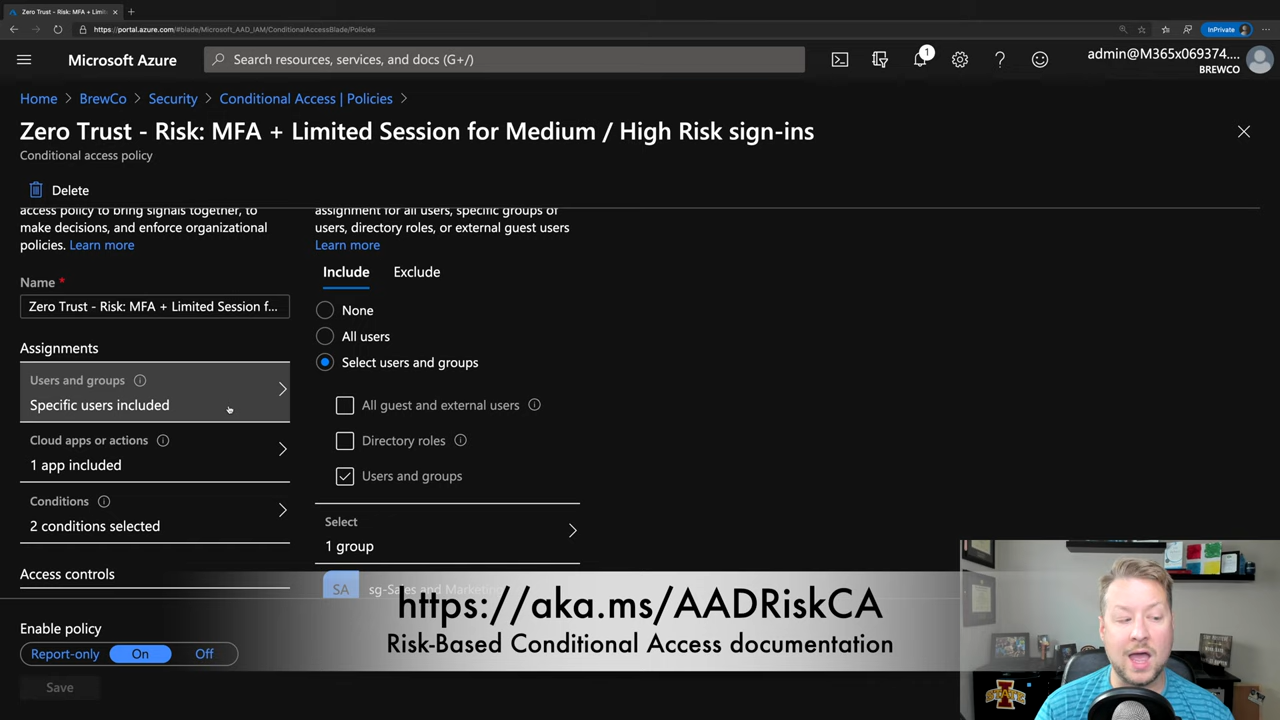 Zero Trust - Risk: MFA + Limit
https://portal.azure.com/#blade/Microsoft_AAD_IAM/ConditionalAccessBlade/Policies
InPrivate
Microsoft Azure
Search resources, services, and docs (G+/)
1
admin@M365x069374....
BREWCO
Home > BrewCo > Security > Conditional Access | Policies >
Zero Trust - Risk: MFA + Limited Session for Medium / High Risk sign-ins
Conditional access policy
Delete
access policy to bring signals together, to
make decisions, and enforce organizational
policies. Learn more
Name *
Zero Trust - Risk: MFA + Limited Session f...
Assignments
Users and groups
Specific users included
Cloud apps or actions
1 app included
Conditions
2 conditions selected
Access controls
Enable policy
Report-only On Off
Save
assignment for all users, specific groups of
users, directory roles, or external guest users
Learn more
Include Exclude
None
All users
Select users and groups
All guest and external users
Directory roles
Users and groups
Select
1 group
SA sg-Sales and Marketing
https://aka.ms/AADRiskCA
Risk-Based Conditional Access documentation
STATE